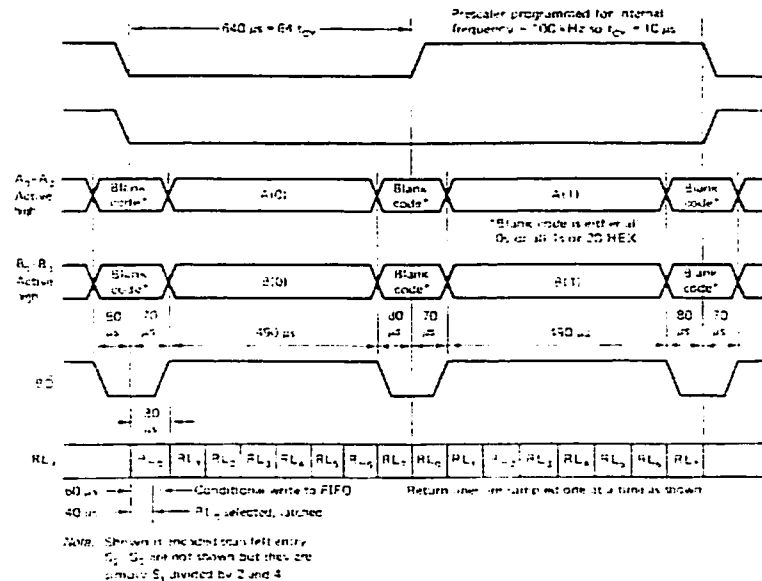 640 µs = 64 tCY
Prescaler programmed for internal
frequency = 100 kHz so tCY = 10 µs
A0-A3
Active
high
Blank
code*
A(0)
Blank
code*
A(1)
Blank
code*
*Blank code is either all
0s or all 1s or 20 HEX
B0-B3
Active
high
Blank
code*
B(0)
Blank
code*
B(1)
Blank
code*
80
µs
70
µs
490 µs
80
µs
70
µs
490 µs
80
µs
70
µs
BD
80
µs
RL
RL0 RL1 RL2 RL3 RL4 RL5 RL6 RL7 RL0 RL1 RL2 RL3 RL4 RL5 RL6 RL7
60 µs
Conditional write to FIFO
Return lines are sampled one at a time as shown
40 µs
selected, latched
Note: Shown is encoded scan left entry
S2-S3 are not shown but they are
simply S1 divided by 2 and 4